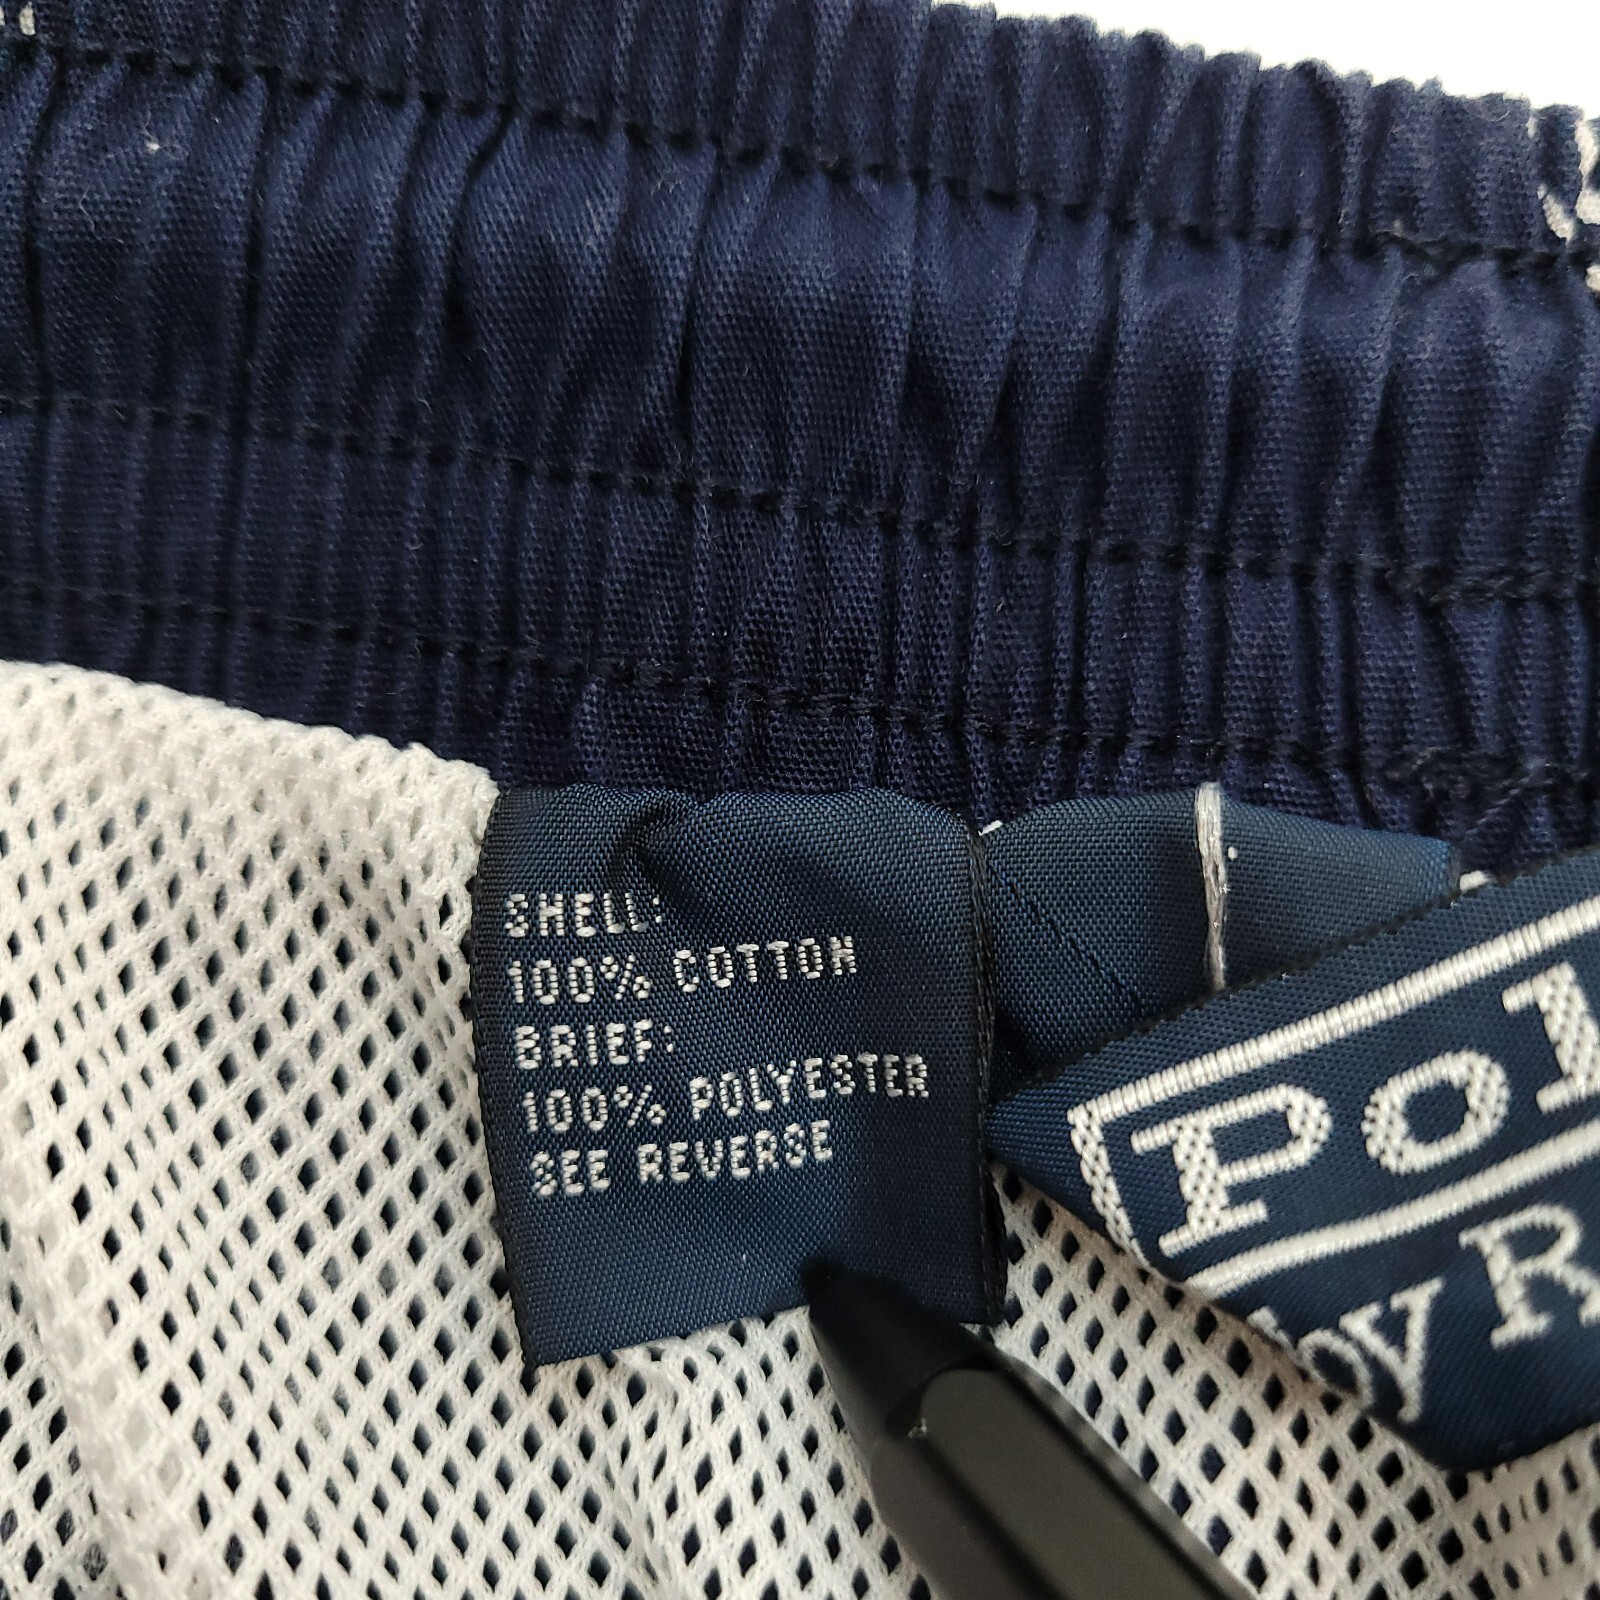 SHELL:
100% COTTON
BRIEF:
100% POLYESTER
SEE REVERSE
Pol
by R